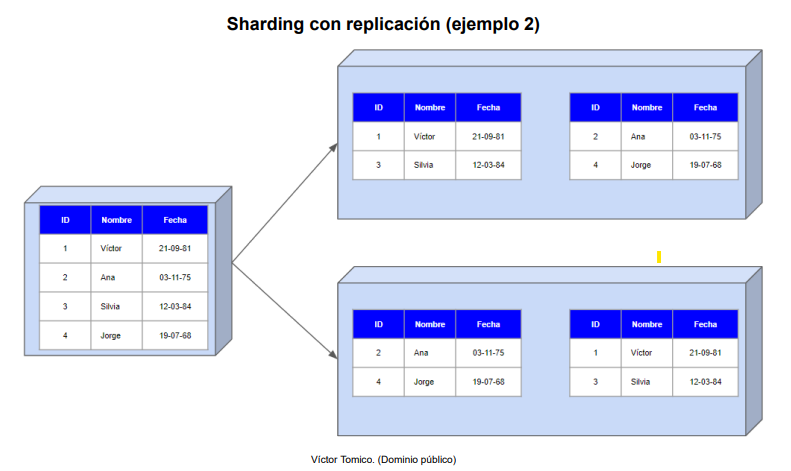 Sharding con replicación (ejemplo 2)
ID Nombre Fecha
1 Víctor 21-09-81
2 Ana 03-11-75
3 Silvia 12-03-84
4 Jorge 19-07-68
ID Nombre Fecha
1 Víctor 21-09-81
3 Silvia 12-03-84
ID Nombre Fecha
2 Ana 03-11-75
4 Jorge 19-07-68
ID Nombre Fecha
2 Ana 03-11-75
4 Jorge 19-07-68
ID Nombre Fecha
1 Víctor 21-09-81
3 Silvia 12-03-84
Víctor Tomico. (Dominio público)